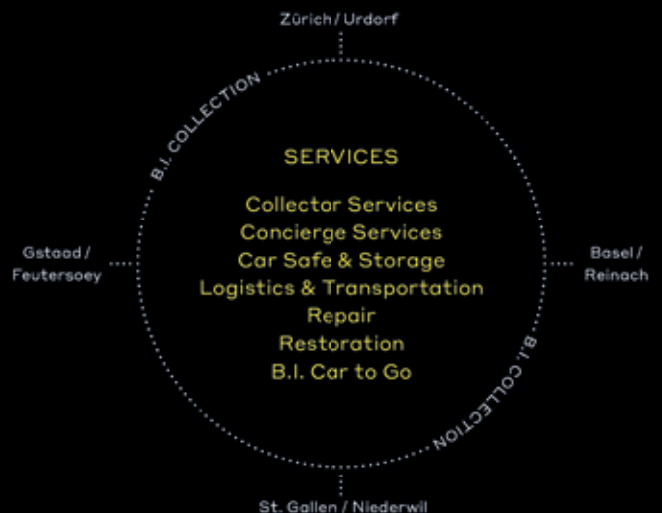 Zürich / Urdorf
B.I. COLLECTION
SERVICES
Collector Services
Concierge Services
Car Safe & Storage
Logistics & Transportation
Repair
Restoration
B.I. Car to Go
Gstaad /
Feutersoey
Basel /
Reinach
B.I. COLLECTION
St. Gallen / Niederwil